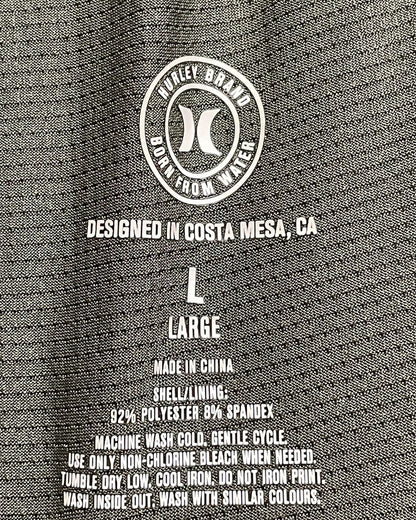 HURLEY BRAND
BORN FROM WATER
DESIGNED IN COSTA MESA, CA
L
LARGE
MADE IN CHINA
SHELL/LINING:
92% POLYESTER 8% SPANDEX
MACHINE WASH COLD, GENTLE CYCLE.
USE ONLY NON-CHLORINE BLEACH WHEN NEEDED.
TUMBLE DRY LOW, COOL IRON. DO NOT IRON PRINT.
WASH INSIDE OUT. WASH WITH SIMILAR COLOURS.